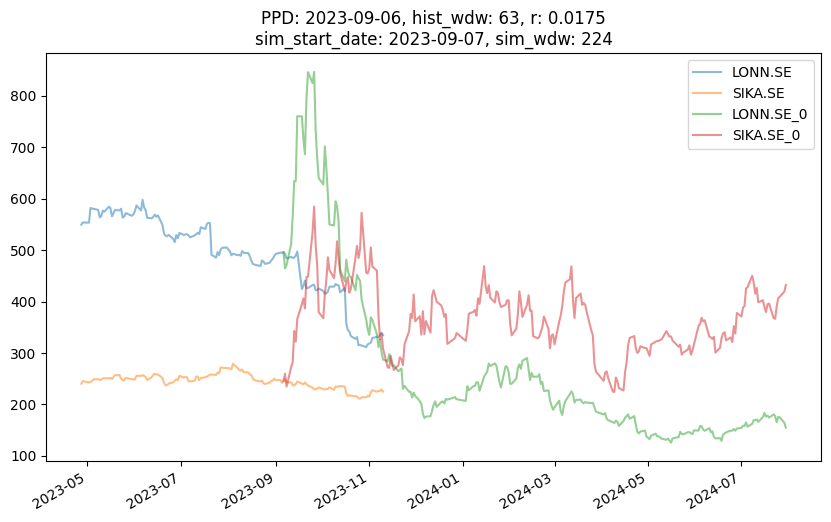 PPD: 2023-09-06, hist_wdw: 63, r: 0.0175
sim_start_date: 2023-09-07, sim_wdw: 224
LONN.SE
SIKA.SE
LONN.SE_0
SIKA.SE_0
800
700
600
500
400
300
200
100
2023-05
2023-07
2023-09
2023-11
2024-01
2024-03
2024-05
2024-07